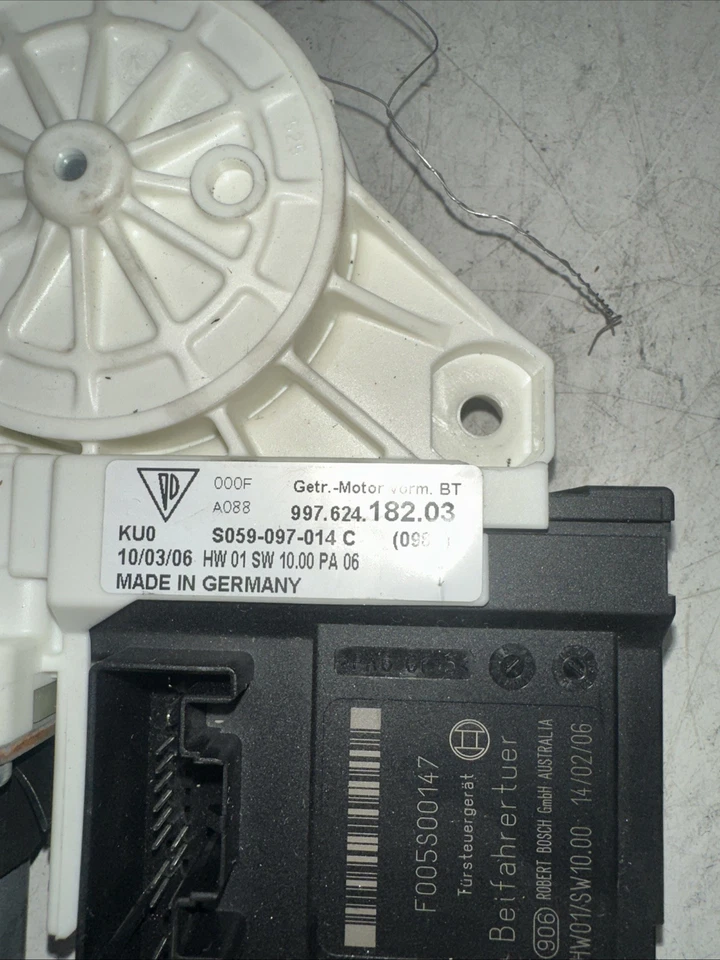 000F
Getr.-Motor vorm. BT
A088
997.624.182.03
KU0
S059-097-014 C
10/03/06 HW 01 SW 10.00 PA 06
MADE IN GERMANY
F005S00147
Türsteuergerät
Beifahrertuer
906 ROBERT BOSCH GmbH AUSTRALIA
HW01/SW10.00 14/02/06